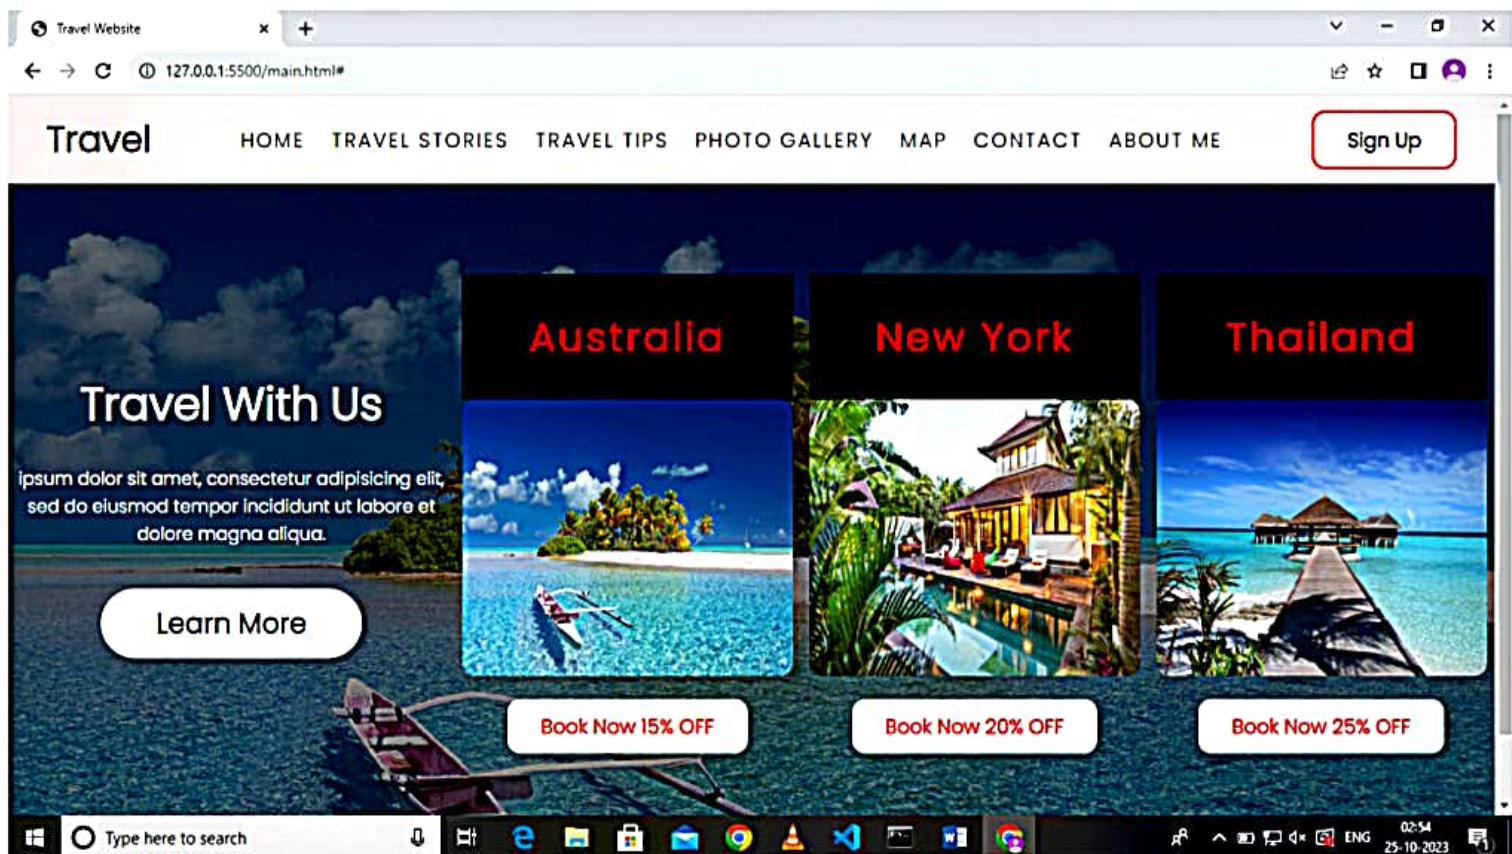 Travel Website
127.0.0.1:5500/main.html#
Travel
HOME TRAVEL STORIES TRAVEL TIPS PHOTO GALLERY MAP CONTACT ABOUT ME
Sign Up
Travel With Us
ipsum dolor sit amet, consectetur adipisicing elit,
sed do eiusmod tempor incididunt ut labore et
dolore magna aliqua.
Learn More
Australia
Book Now 15% OFF
New York
Book Now 20% OFF
Thailand
Book Now 25% OFF
Type here to search
ENG
02:54
25-10-2023